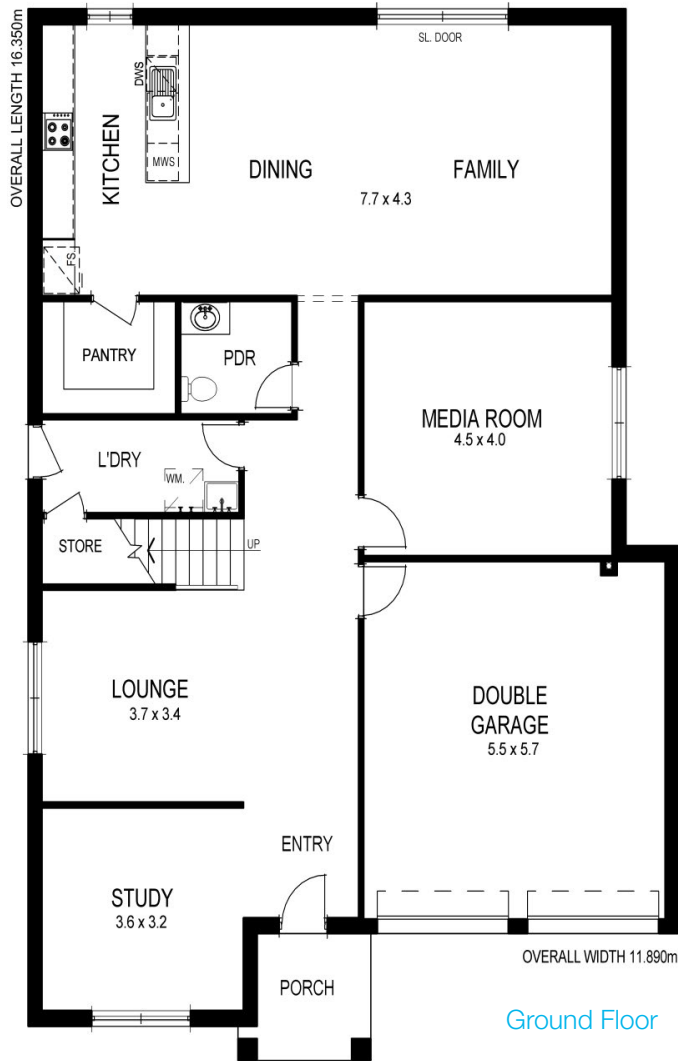 OVERALL LENGTH 16.350m
SL. DOOR
DWS
KITCHEN
MWS
DINING
FAMILY
7.7 x 4.3
FS
PANTRY
PDR
MEDIA ROOM
4.5 x 4.0
L'DRY
WM.
STORE
UP
LOUNGE
3.7 x 3.4
DOUBLE
GARAGE
5.5 x 5.7
ENTRY
STUDY
3.6 x 3.2
OVERALL WIDTH 11.890m
PORCH
Ground Floor